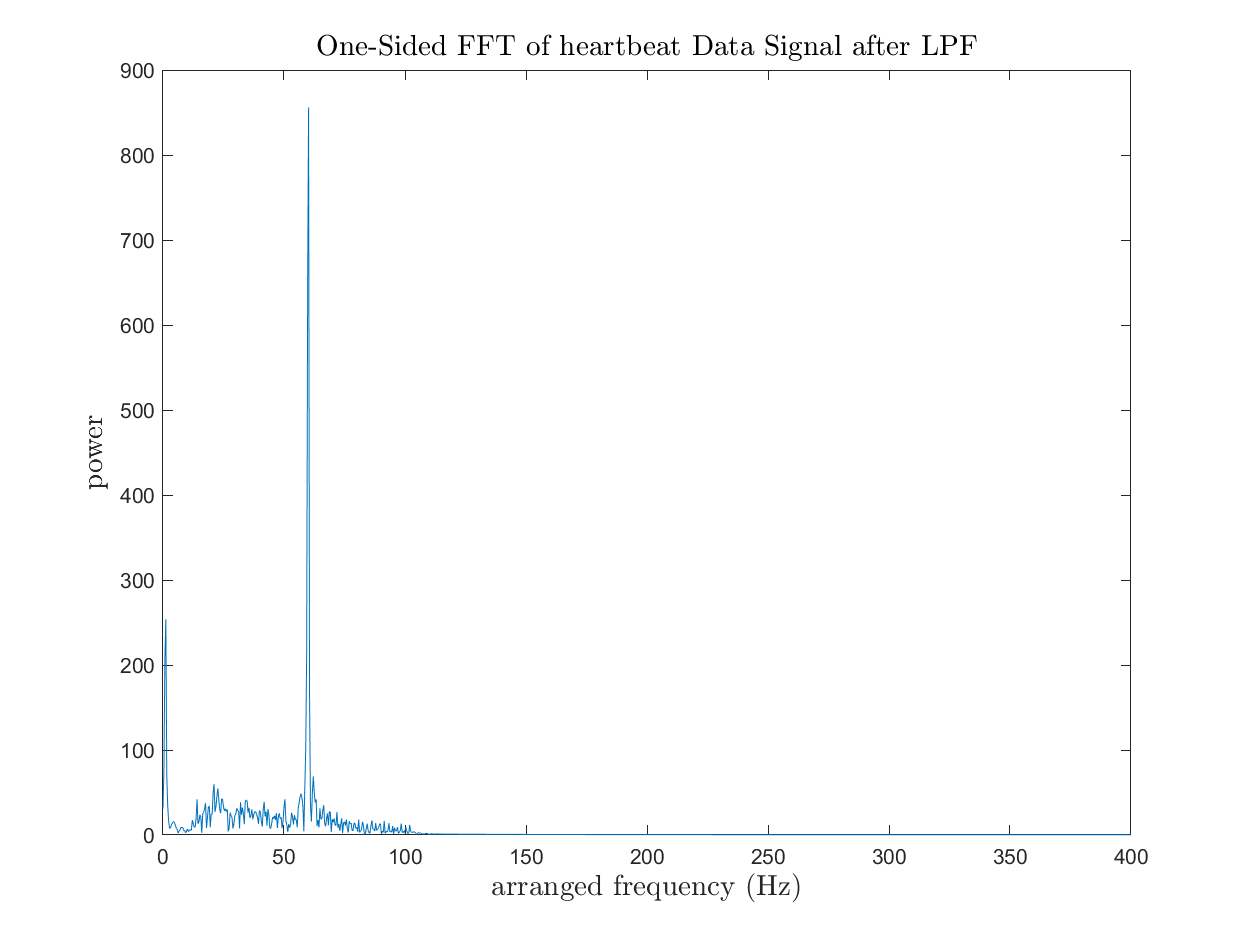 One-Sided FFT of heartbeat Data Signal after LPF
900
800
700
600
500
400
300
200
100
0
power
0 50 100 150 200 250 300 350 400
arranged frequency (Hz)